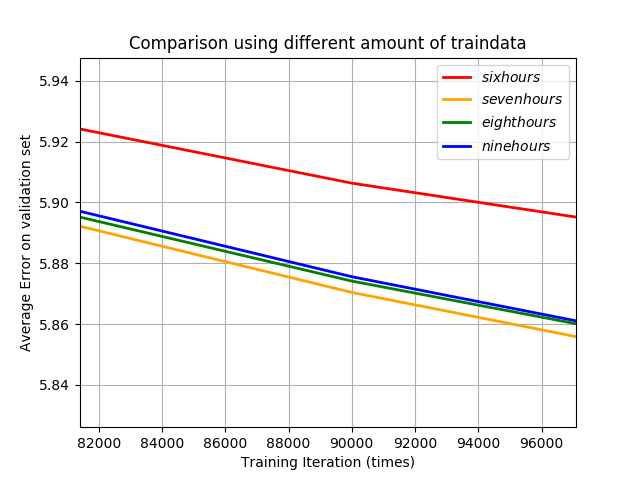 Comparison using different amount of traindata
5.94
5.92
5.90
5.88
5.86
5.84
Average Error on validation set
sixhours
sevenhours
eighthours
ninehours
82000 84000 86000 88000 90000 92000 94000 96000
Training Iteration (times)